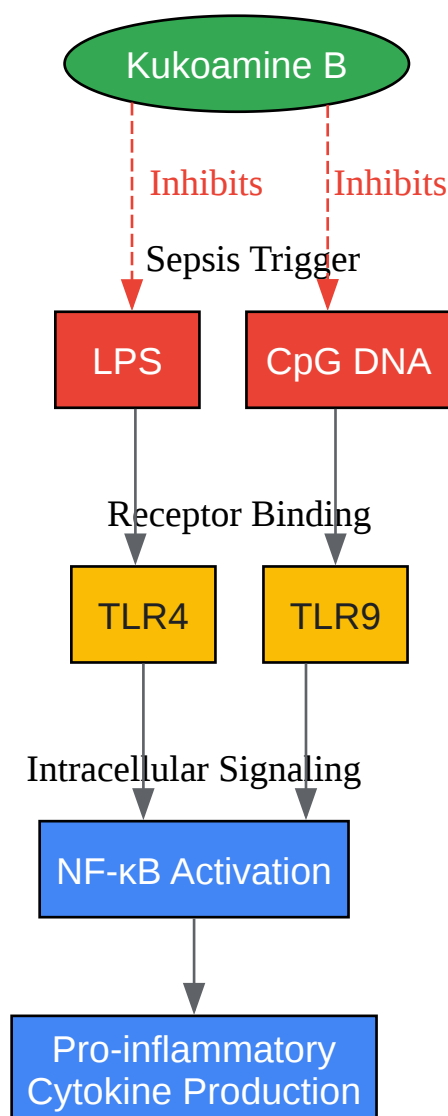 Kukoamine B
Inhibits Inhibits
Sepsis Trigger
LPS CpG DNA
Receptor Binding
TLR4 TLR9
Intracellular Signaling
NF-κB Activation
Pro-inflammatory
Cytokine Production